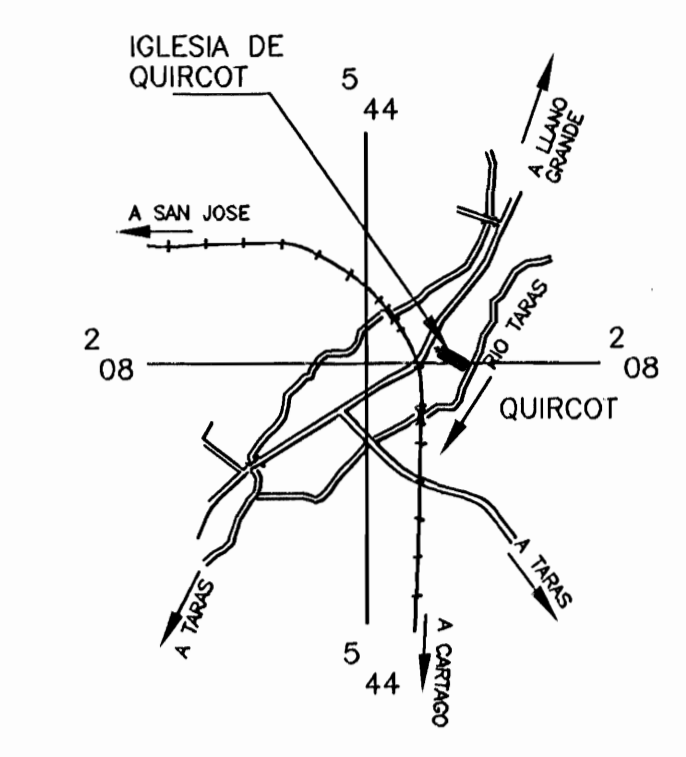 IGLESIA DE
QUIRCOT
5
44
A LLANO
GRANDE
A SAN JOSE
RIO TARAS
2
08
2
08
QUIRCOT
A TARAS
A TARAS
5
44
A CARTAGO